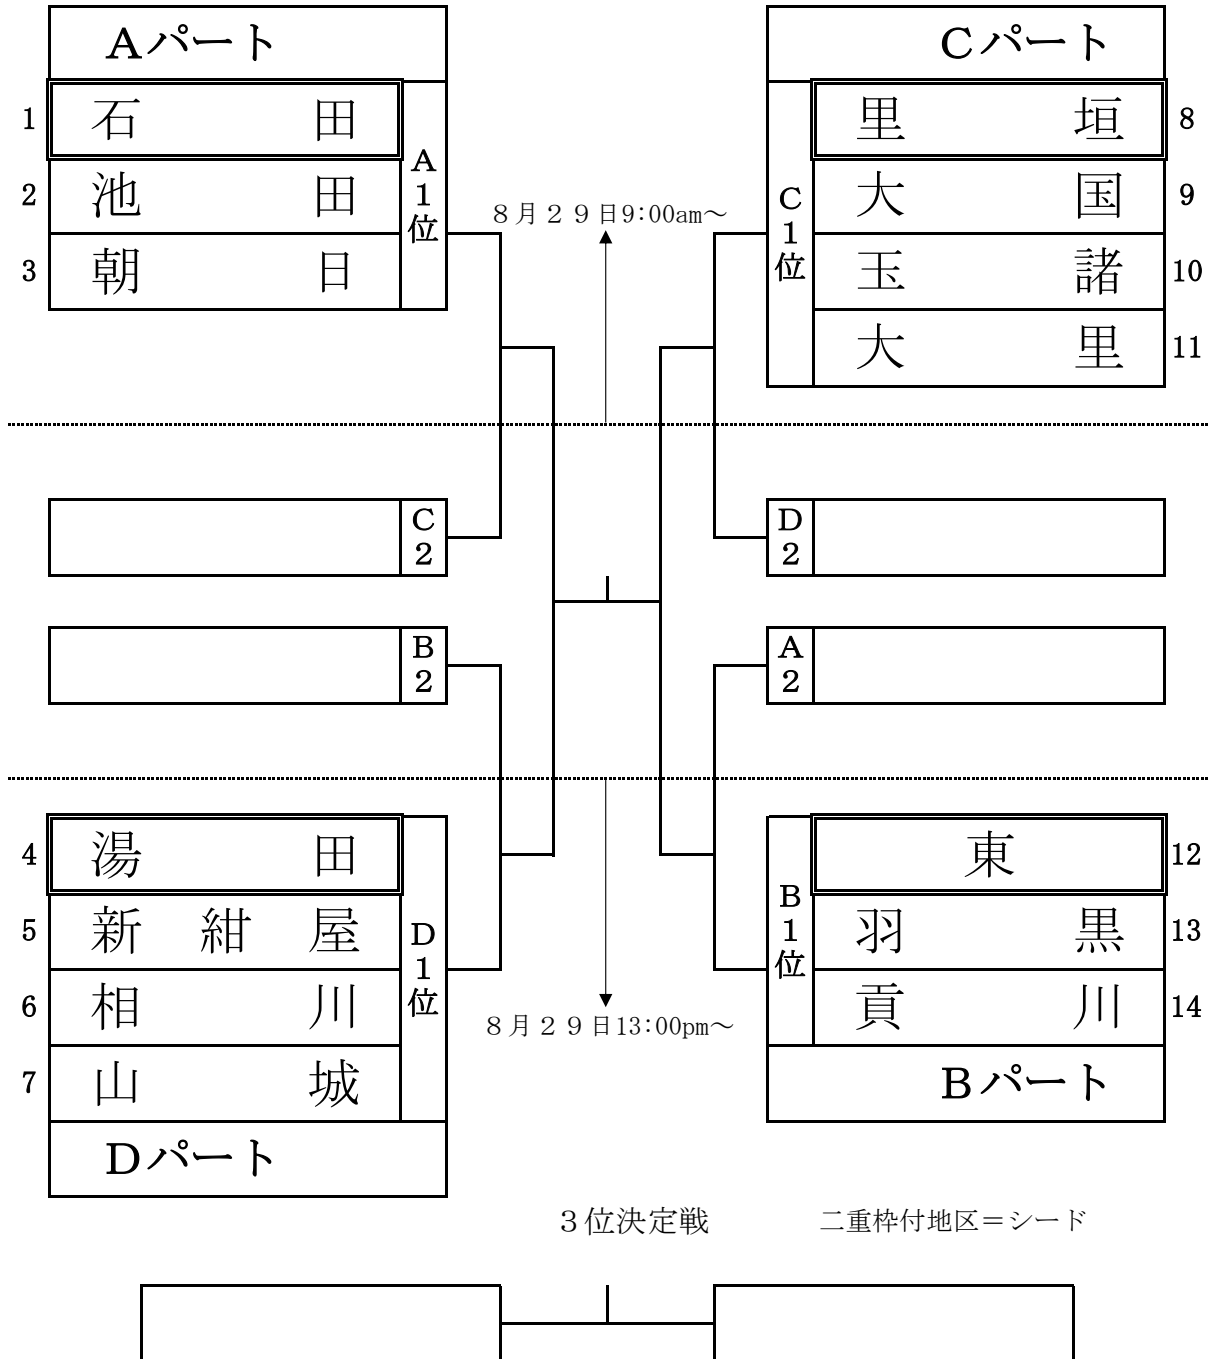 Aパート
1 石田
2 池田
3 朝日
A1位
Cパート
里垣 8
大国 9
玉諸 10
大里 11
C1位
８月２９日9:00am～
C2
D2
B2
A2
4 湯田
5 新紺屋
6 相川
7 山城
D1位
Dパート
東 12
羽黒 13
貢川 14
B1位
Bパート
８月２９日13:00pm～
３位決定戦
二重枠付地区＝シード